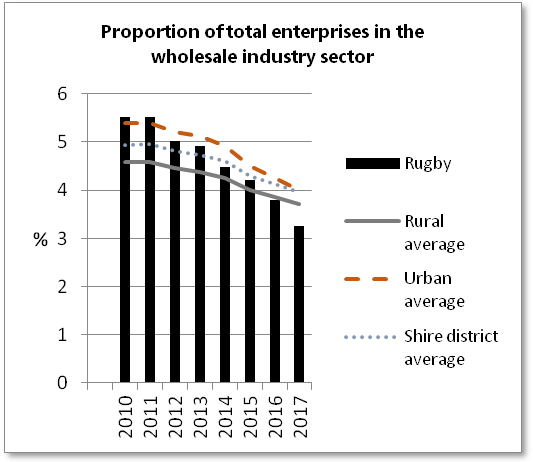 Proportion of total enterprises in the
wholesale industry sector
6
5
4
3
2
1
0
%
2010
2011
2012
2013
2014
2015
2016
2017
Rugby
Rural
average
Urban
average
Shire district
average